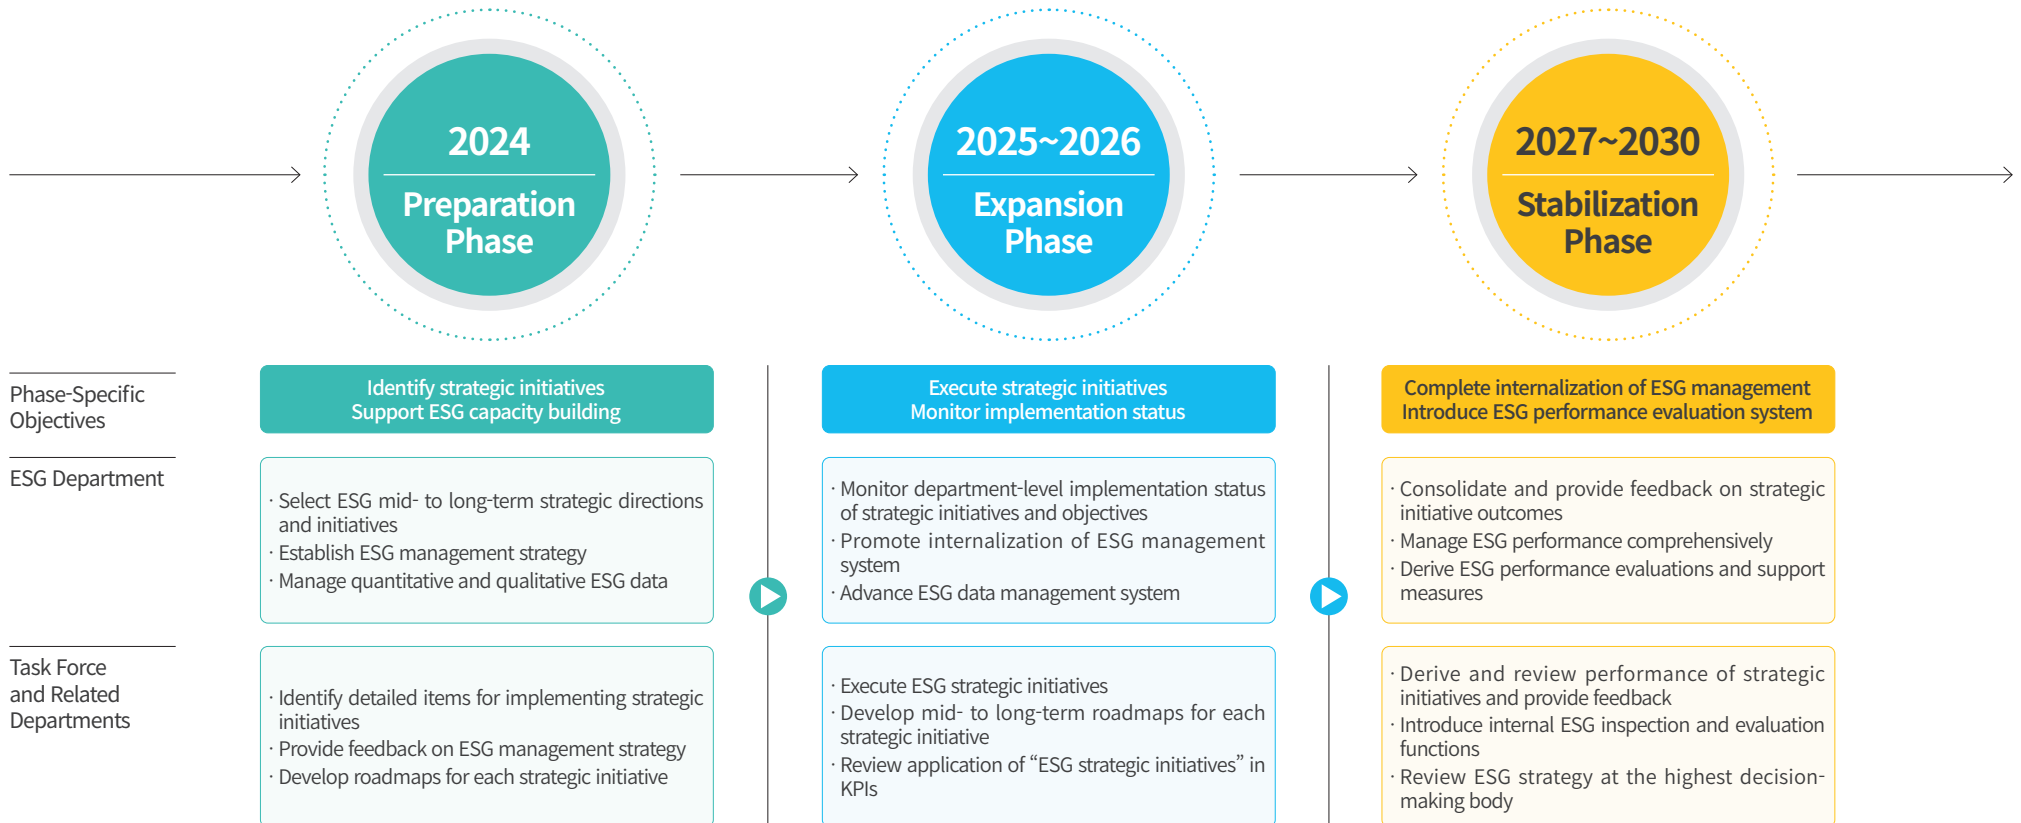 2024
Preparation
Phase
2025~2026
Expansion
Phase
2027~2030
Stabilization
Phase
Phase-Specific
Objectives
Identify strategic initiatives
Support ESG capacity building
Execute strategic initiatives
Monitor implementation status
Complete internalization of ESG management
Introduce ESG performance evaluation system
ESG Department
· Select ESG mid- to long-term strategic directions
and initiatives
· Establish ESG management strategy
· Manage quantitative and qualitative ESG data
· Monitor department-level implementation status
of strategic initiatives and objectives
· Promote internalization of ESG management
system
· Advance ESG data management system
· Consolidate and provide feedback on strategic
initiative outcomes
· Manage ESG performance comprehensively
· Derive ESG performance evaluations and support
measures
Task Force
and Related
Departments
· Identify detailed items for implementing strategic
initiatives
· Provide feedback on ESG management strategy
· Develop roadmaps for each strategic initiative
· Execute ESG strategic initiatives
· Develop mid- to long-term roadmaps for each
strategic initiative
· Review application of “ESG strategic initiatives” in
KPIs
· Derive and review performance of strategic
initiatives and provide feedback
· Introduce internal ESG inspection and evaluation
functions
· Review ESG strategy at the highest decision-
making body